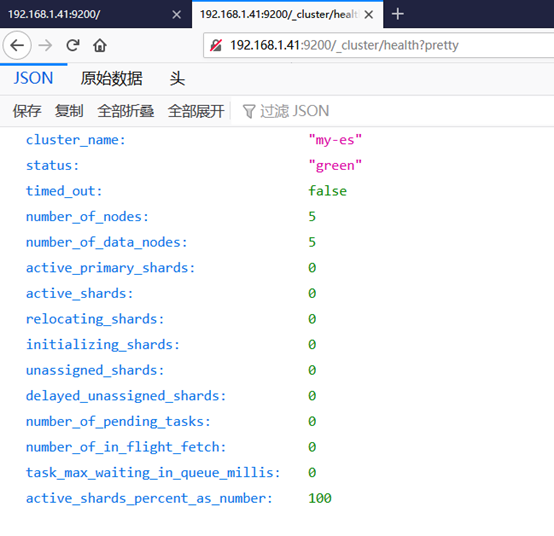 192.168.1.41:9200/
192.168.1.41:9200/_cluster/heal
192.168.1.41:9200/_cluster/health?pretty
JSON 原始数据 头
保存 复制 全部折叠 全部展开 过滤 JSON
cluster_name: "my-es"
status: "green"
timed_out: false
number_of_nodes: 5
number_of_data_nodes: 5
active_primary_shards: 0
active_shards: 0
relocating_shards: 0
initializing_shards: 0
unassigned_shards: 0
delayed_unassigned_shards: 0
number_of_pending_tasks: 0
number_of_in_flight_fetch: 0
task_max_waiting_in_queue_millis: 0
active_shards_percent_as_number: 100